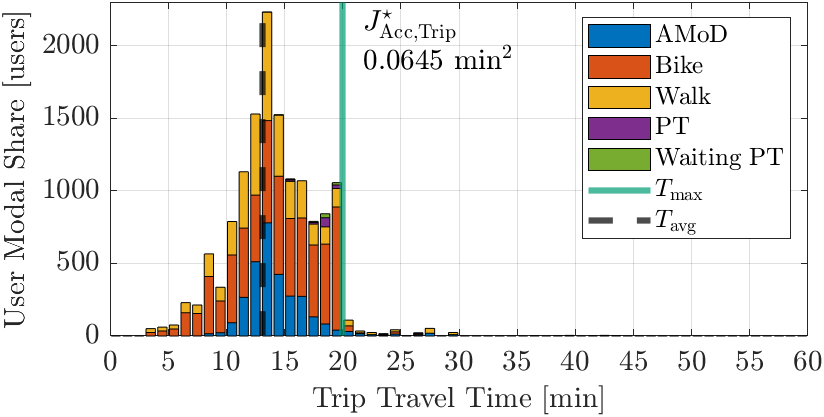 J⋆Acc,Trip
0.0645 min²
AMoD
Bike
Walk
PT
Waiting PT
Tmax
Tavg
User Modal Share [users]
2000
1500
1000
500
0
0 5 10 15 20 25 30 35 40 45 50 55 60
Trip Travel Time [min]